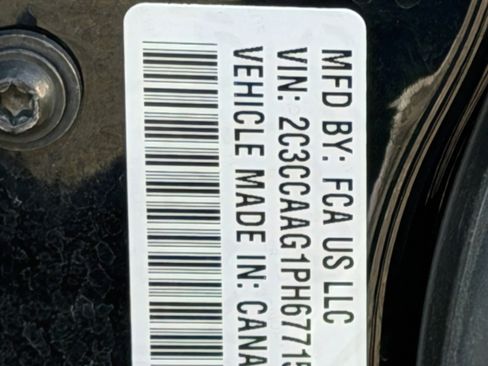 MFD BY: FCA US LLC
VIN: 2C3CCAAG1PH6771
VEHICLE MADE IN: CANA